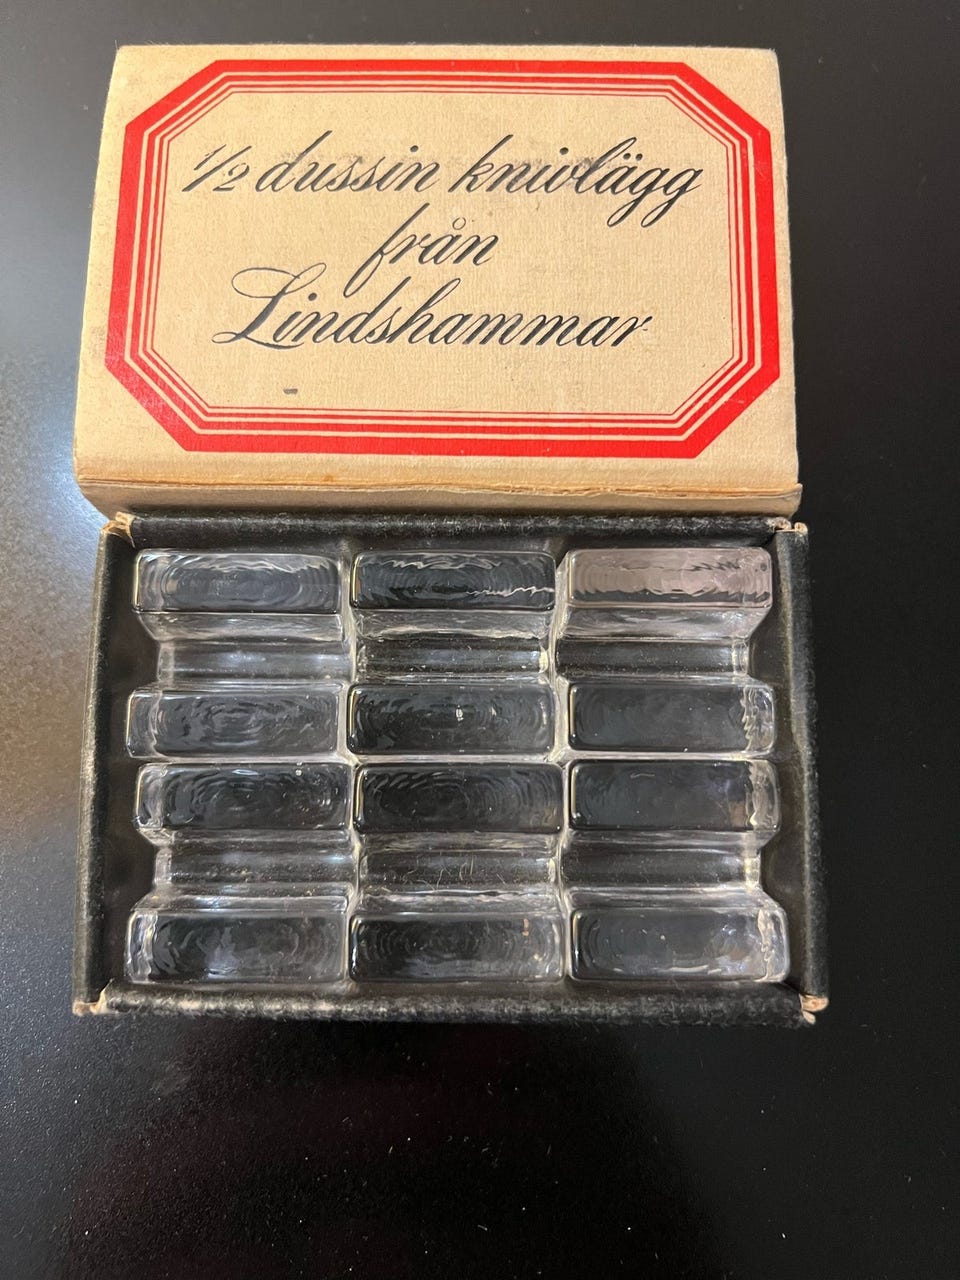 1/2 dussin knivlägg
från
Lindshammar